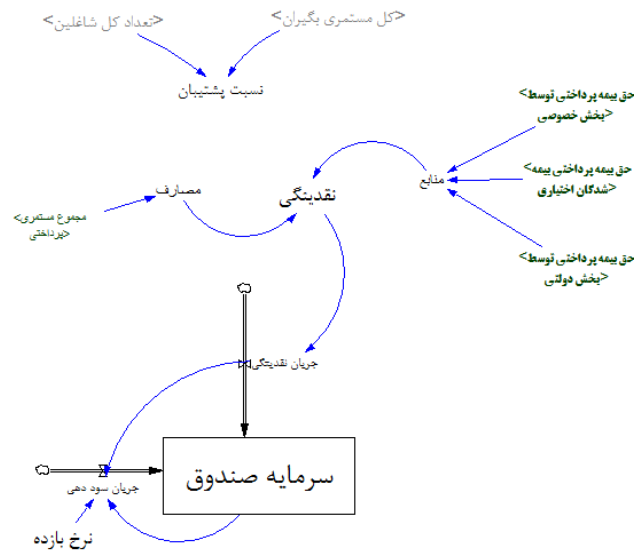 <کل مستمری بگیران>
<تعداد کل شاغلین>
نسبت پشتیبان
<حق بیمه پرداختی توسط
بخش خصوصی>
<حق بیمه پرداختی بیمه
شدگان اختیاری>
<حق بیمه پرداختی توسط
بخش دولتی>
منابع
نقدینگی
مصارف
<مجموع مستمری
پرداختی>
جریان نقدینگی
سرمایه صندوق
جریان سود دهی
نرخ بازده